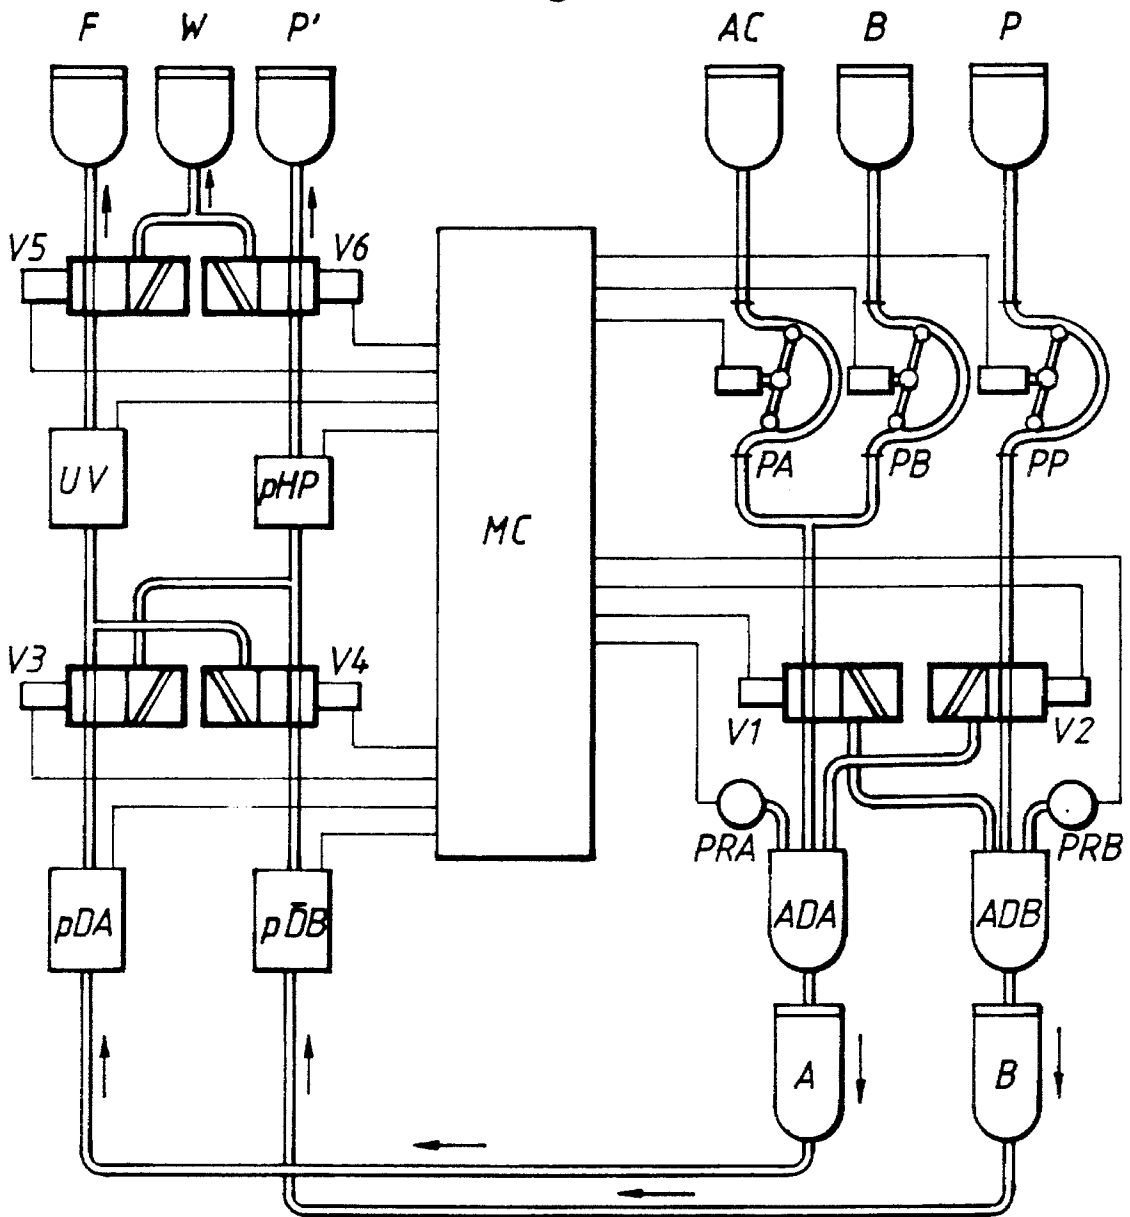 F W P' AC B P
V5 V6
UV pHP PA PB PP
MC
V3 V4 V1 V2
PRA PRB
pDA pDB ADA ADB
A B